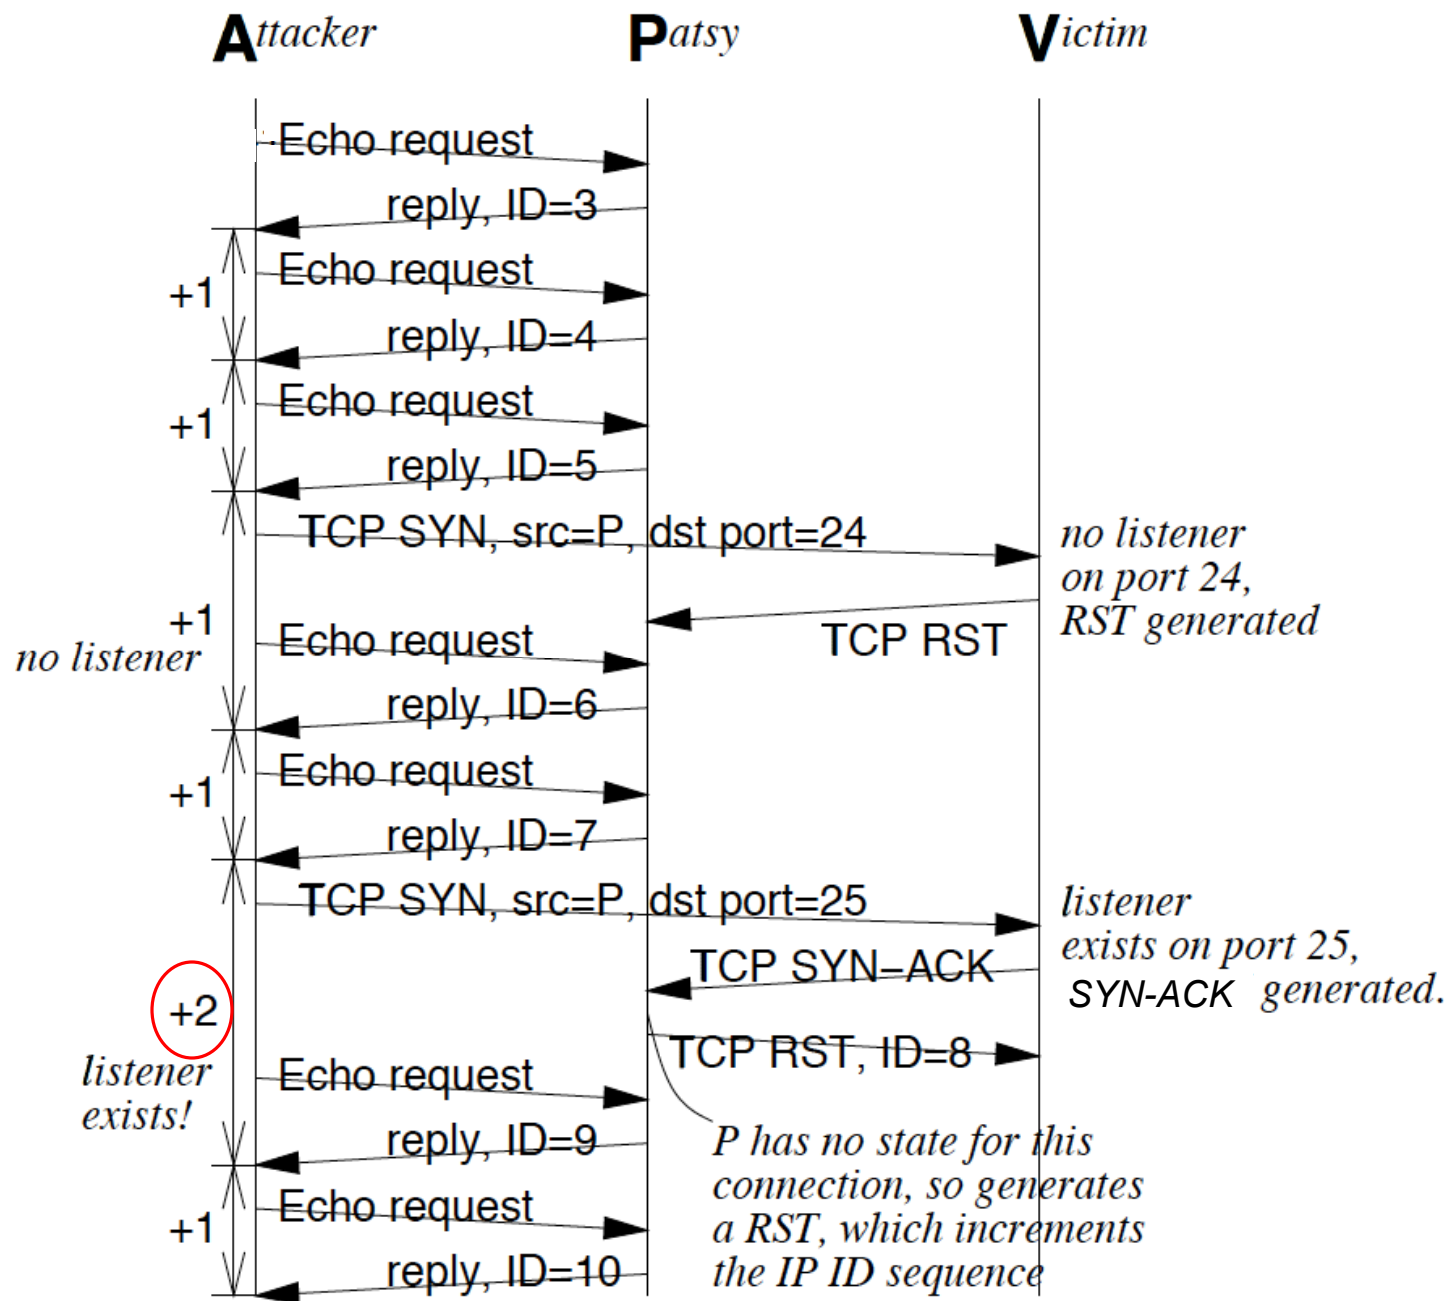 Attacker Patsy Victim
Echo request
reply, ID=3
+1
Echo request
reply, ID=4
+1
Echo request
reply, ID=5
TCP SYN, src=P, dst port=24
no listener
on port 24,
RST generated
+1
no listener
TCP RST
Echo request
reply, ID=6
+1
Echo request
reply, ID=7
TCP SYN, src=P, dst port=25
listener
exists on port 25,
SYN-ACK generated.
TCP SYN−ACK
+2
listener
exists!
TCP RST, ID=8
Echo request
reply, ID=9
P has no state for this
connection, so generates
a RST, which increments
the IP ID sequence
+1
Echo request
reply, ID=10